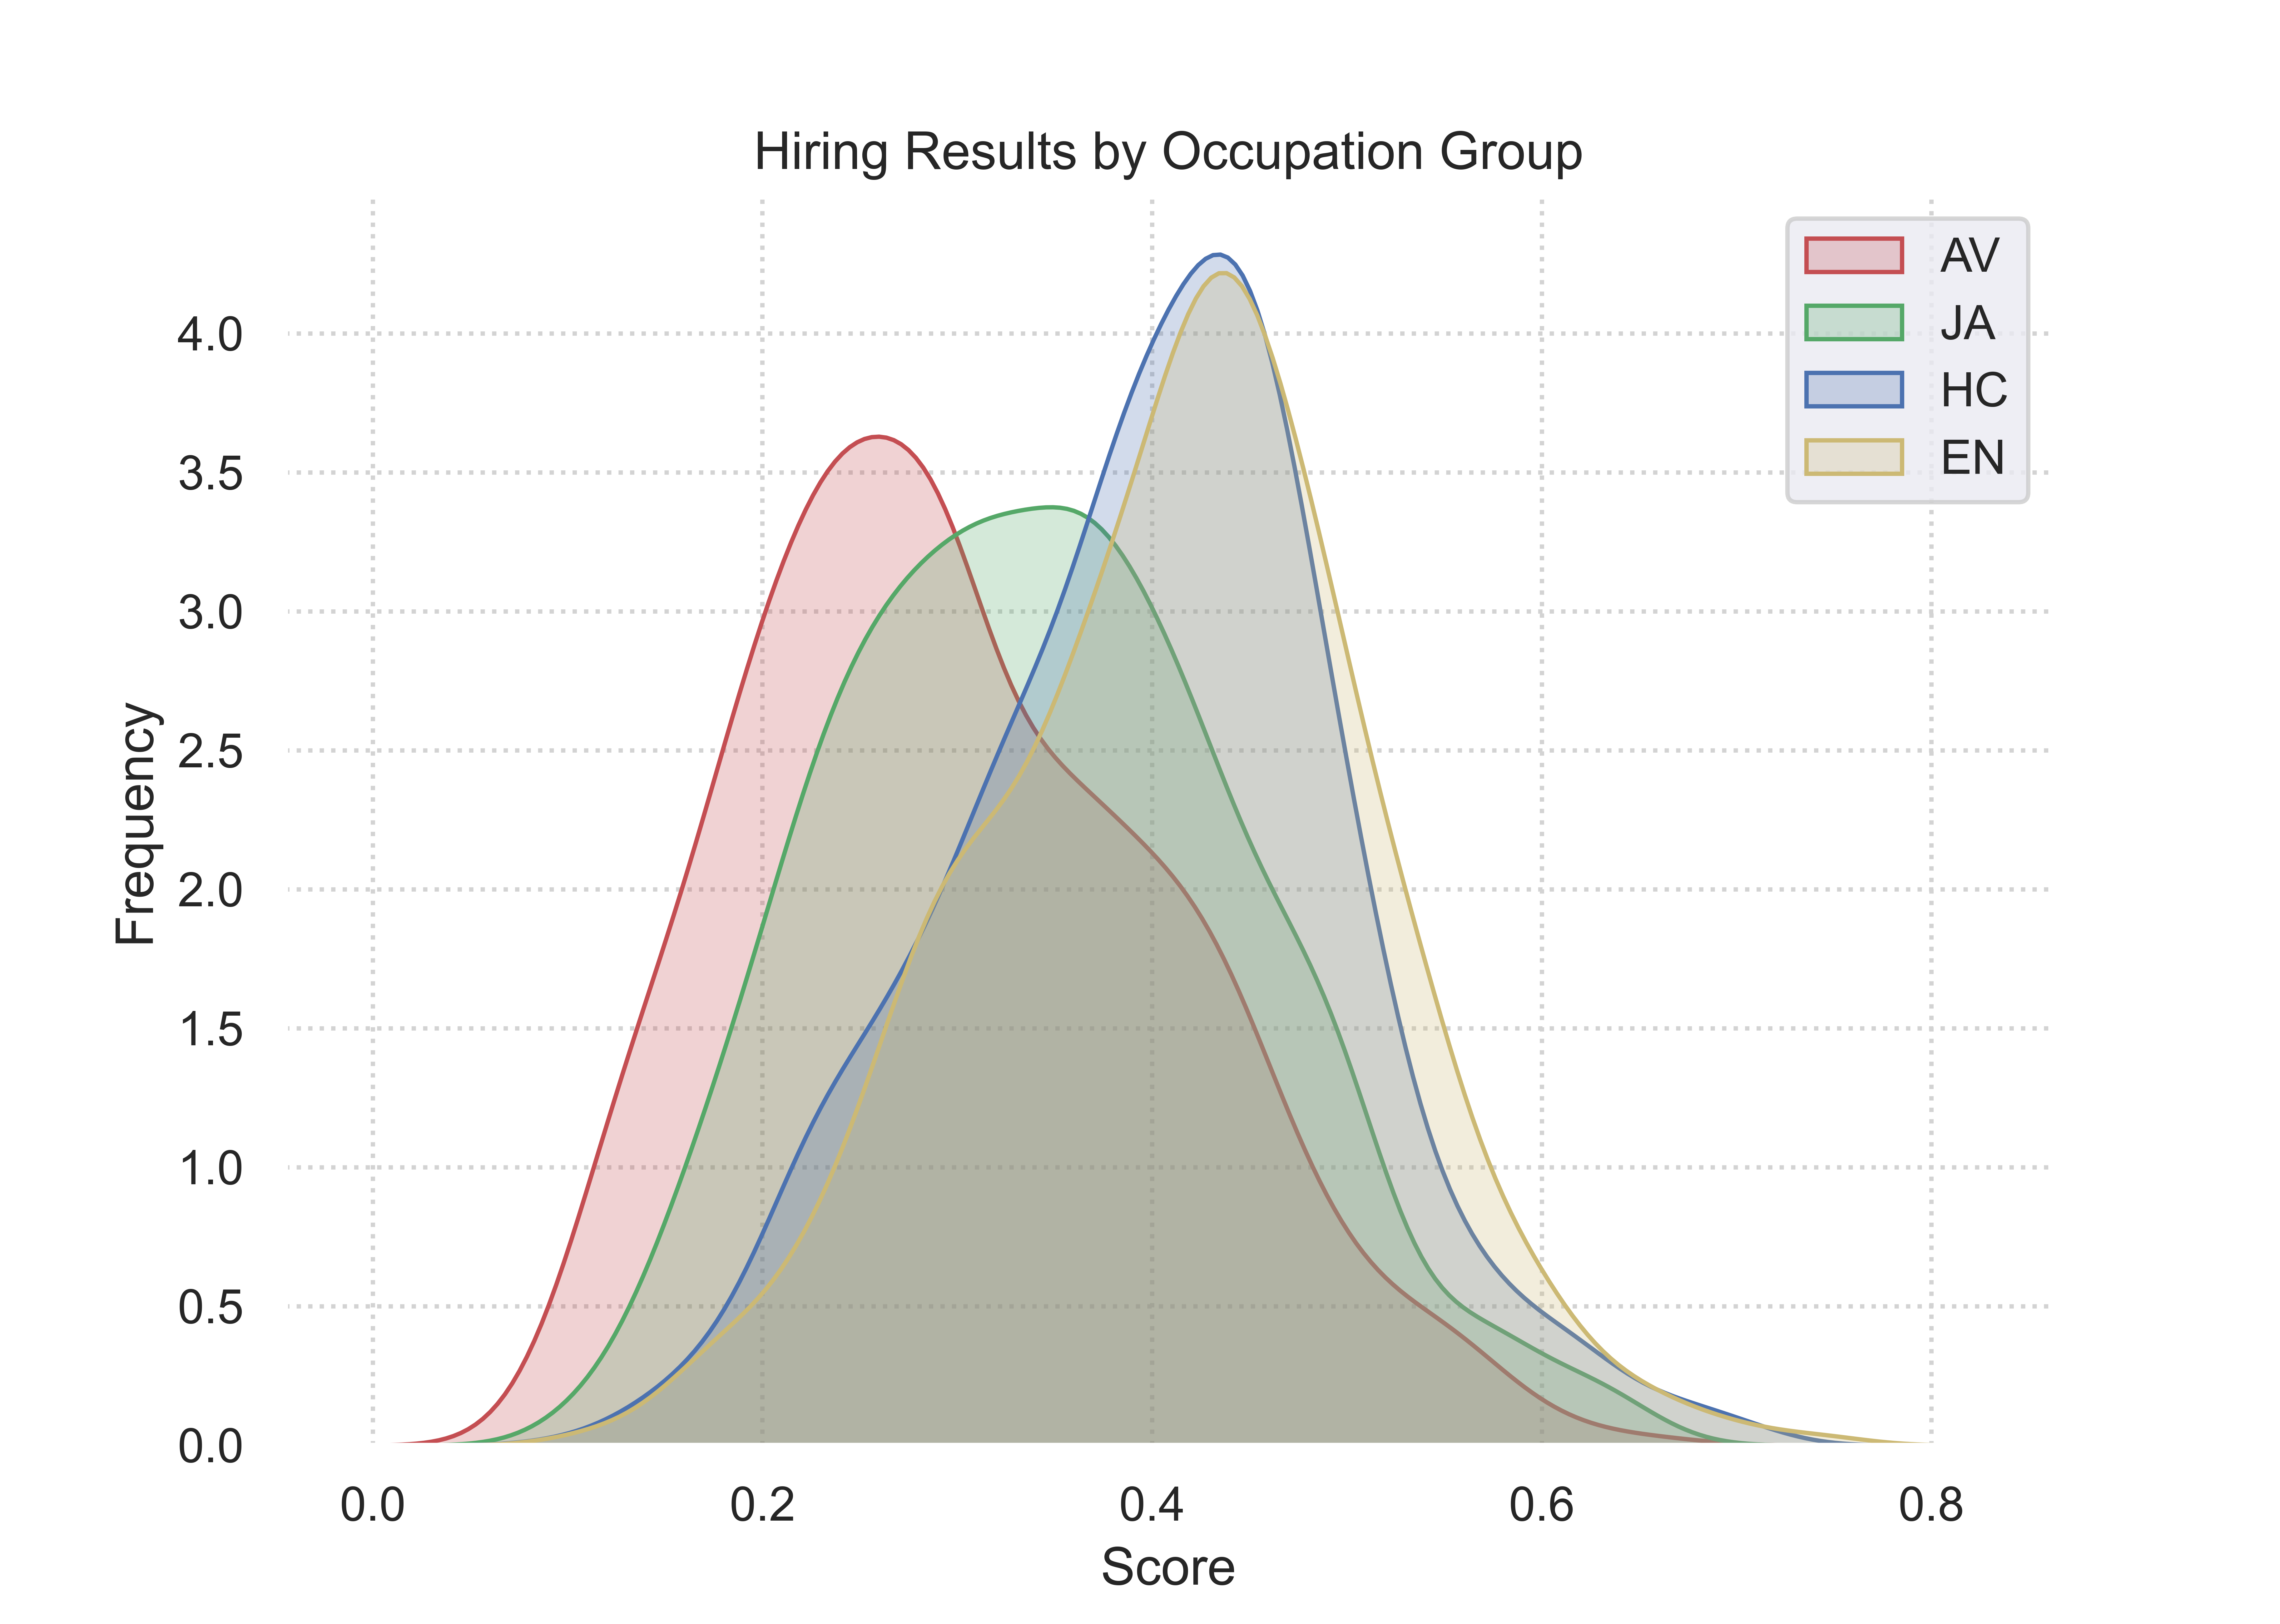 Hiring Results by Occupation Group
AV
JA
HC
EN
Frequency
4.0
3.5
3.0
2.5
2.0
1.5
1.0
0.5
0.0
0.0 0.2 0.4 0.6 0.8
Score